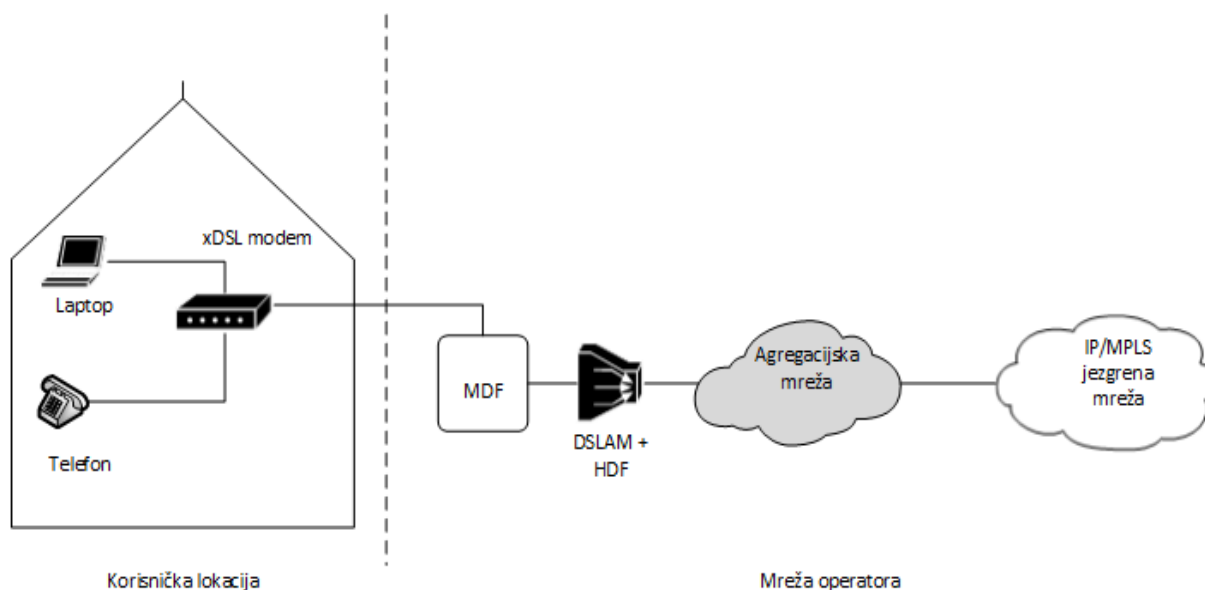 xDSL modem
Laptop
Telefon
MDF
DSLAM +
HDF
Agregacijska
mreža
IP/MPLS
jezgrena
mreža
Korisnička lokacija
Mreža operatora